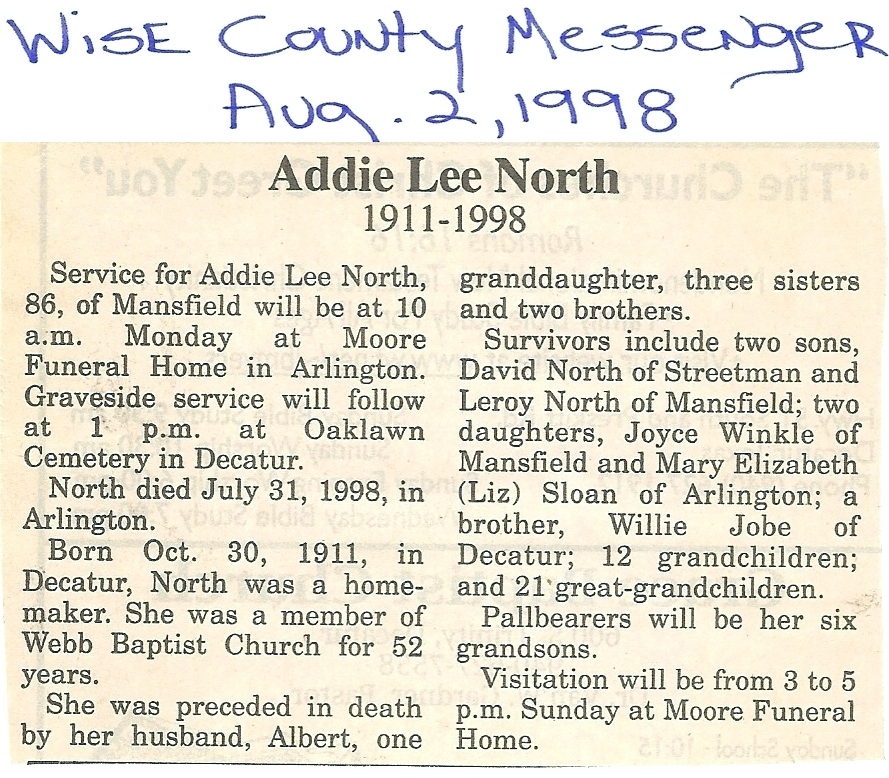 Wise County Messenger
Aug. 2, 1998
Addie Lee North
1911-1998
Service for Addie Lee North,
86, of Mansfield will be at 10
a.m. Monday at Moore
Funeral Home in Arlington.
Graveside service will follow
at 1 p.m. at Oaklawn
Cemetery in Decatur.
North died July 31, 1998, in
Arlington.
Born Oct. 30, 1911, in
Decatur, North was a home-
maker. She was a member of
Webb Baptist Church for 52
years.
She was preceded in death
by her husband, Albert, one
granddaughter, three sisters
and two brothers.
Survivors include two sons,
David North of Streetman and
Leroy North of Mansfield; two
daughters, Joyce Winkle of
Mansfield and Mary Elizabeth
(Liz) Sloan of Arlington; a
brother, Willie Jobe of
Decatur; 12 grandchildren;
and 21 great-grandchildren.
Pallbearers will be her six
grandsons.
Visitation will be from 3 to 5
p.m. Sunday at Moore Funeral
Home.